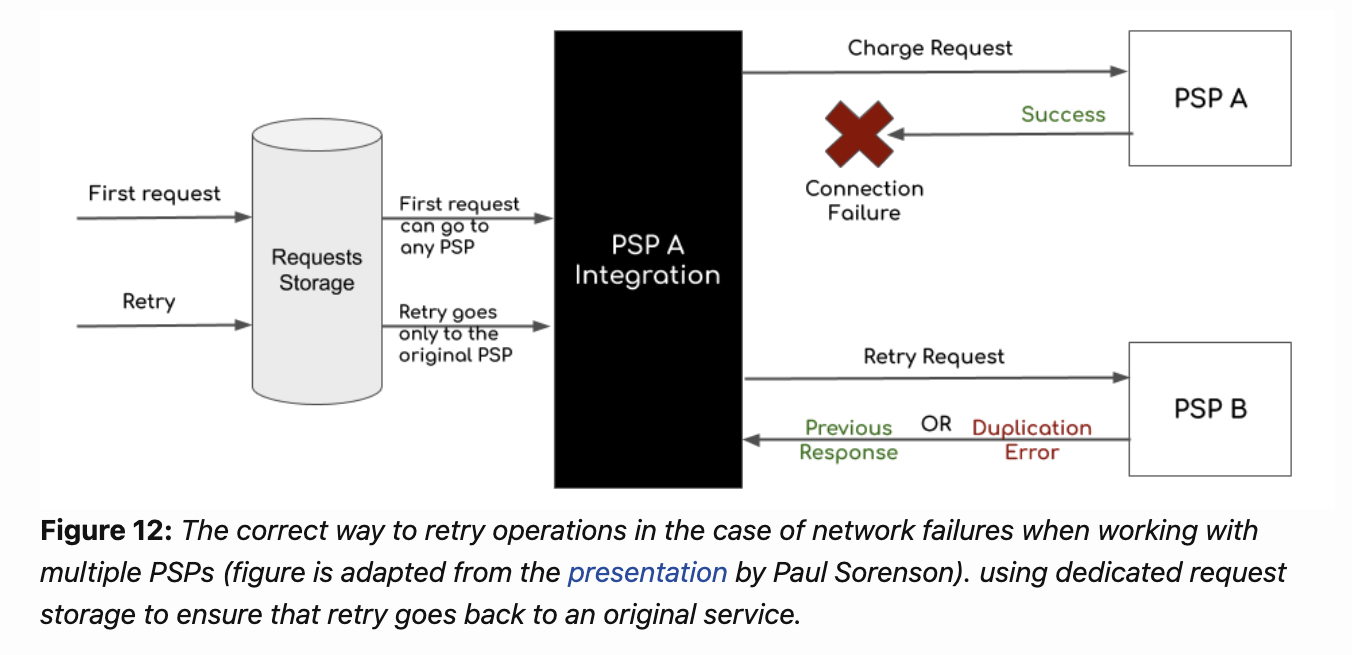 Charge Request
PSP A
Success
Connection
Failure
First request
First request
can go to
any PSP
Requests
Storage
PSP A
Integration
Retry
Retry goes
only to the
original PSP
Retry Request
PSP B
Previous
Response
OR
Duplication
Error
Figure 12: The correct way to retry operations in the case of network failures when working with
multiple PSPs (figure is adapted from the presentation by Paul Sorenson). using dedicated request
storage to ensure that retry goes back to an original service.